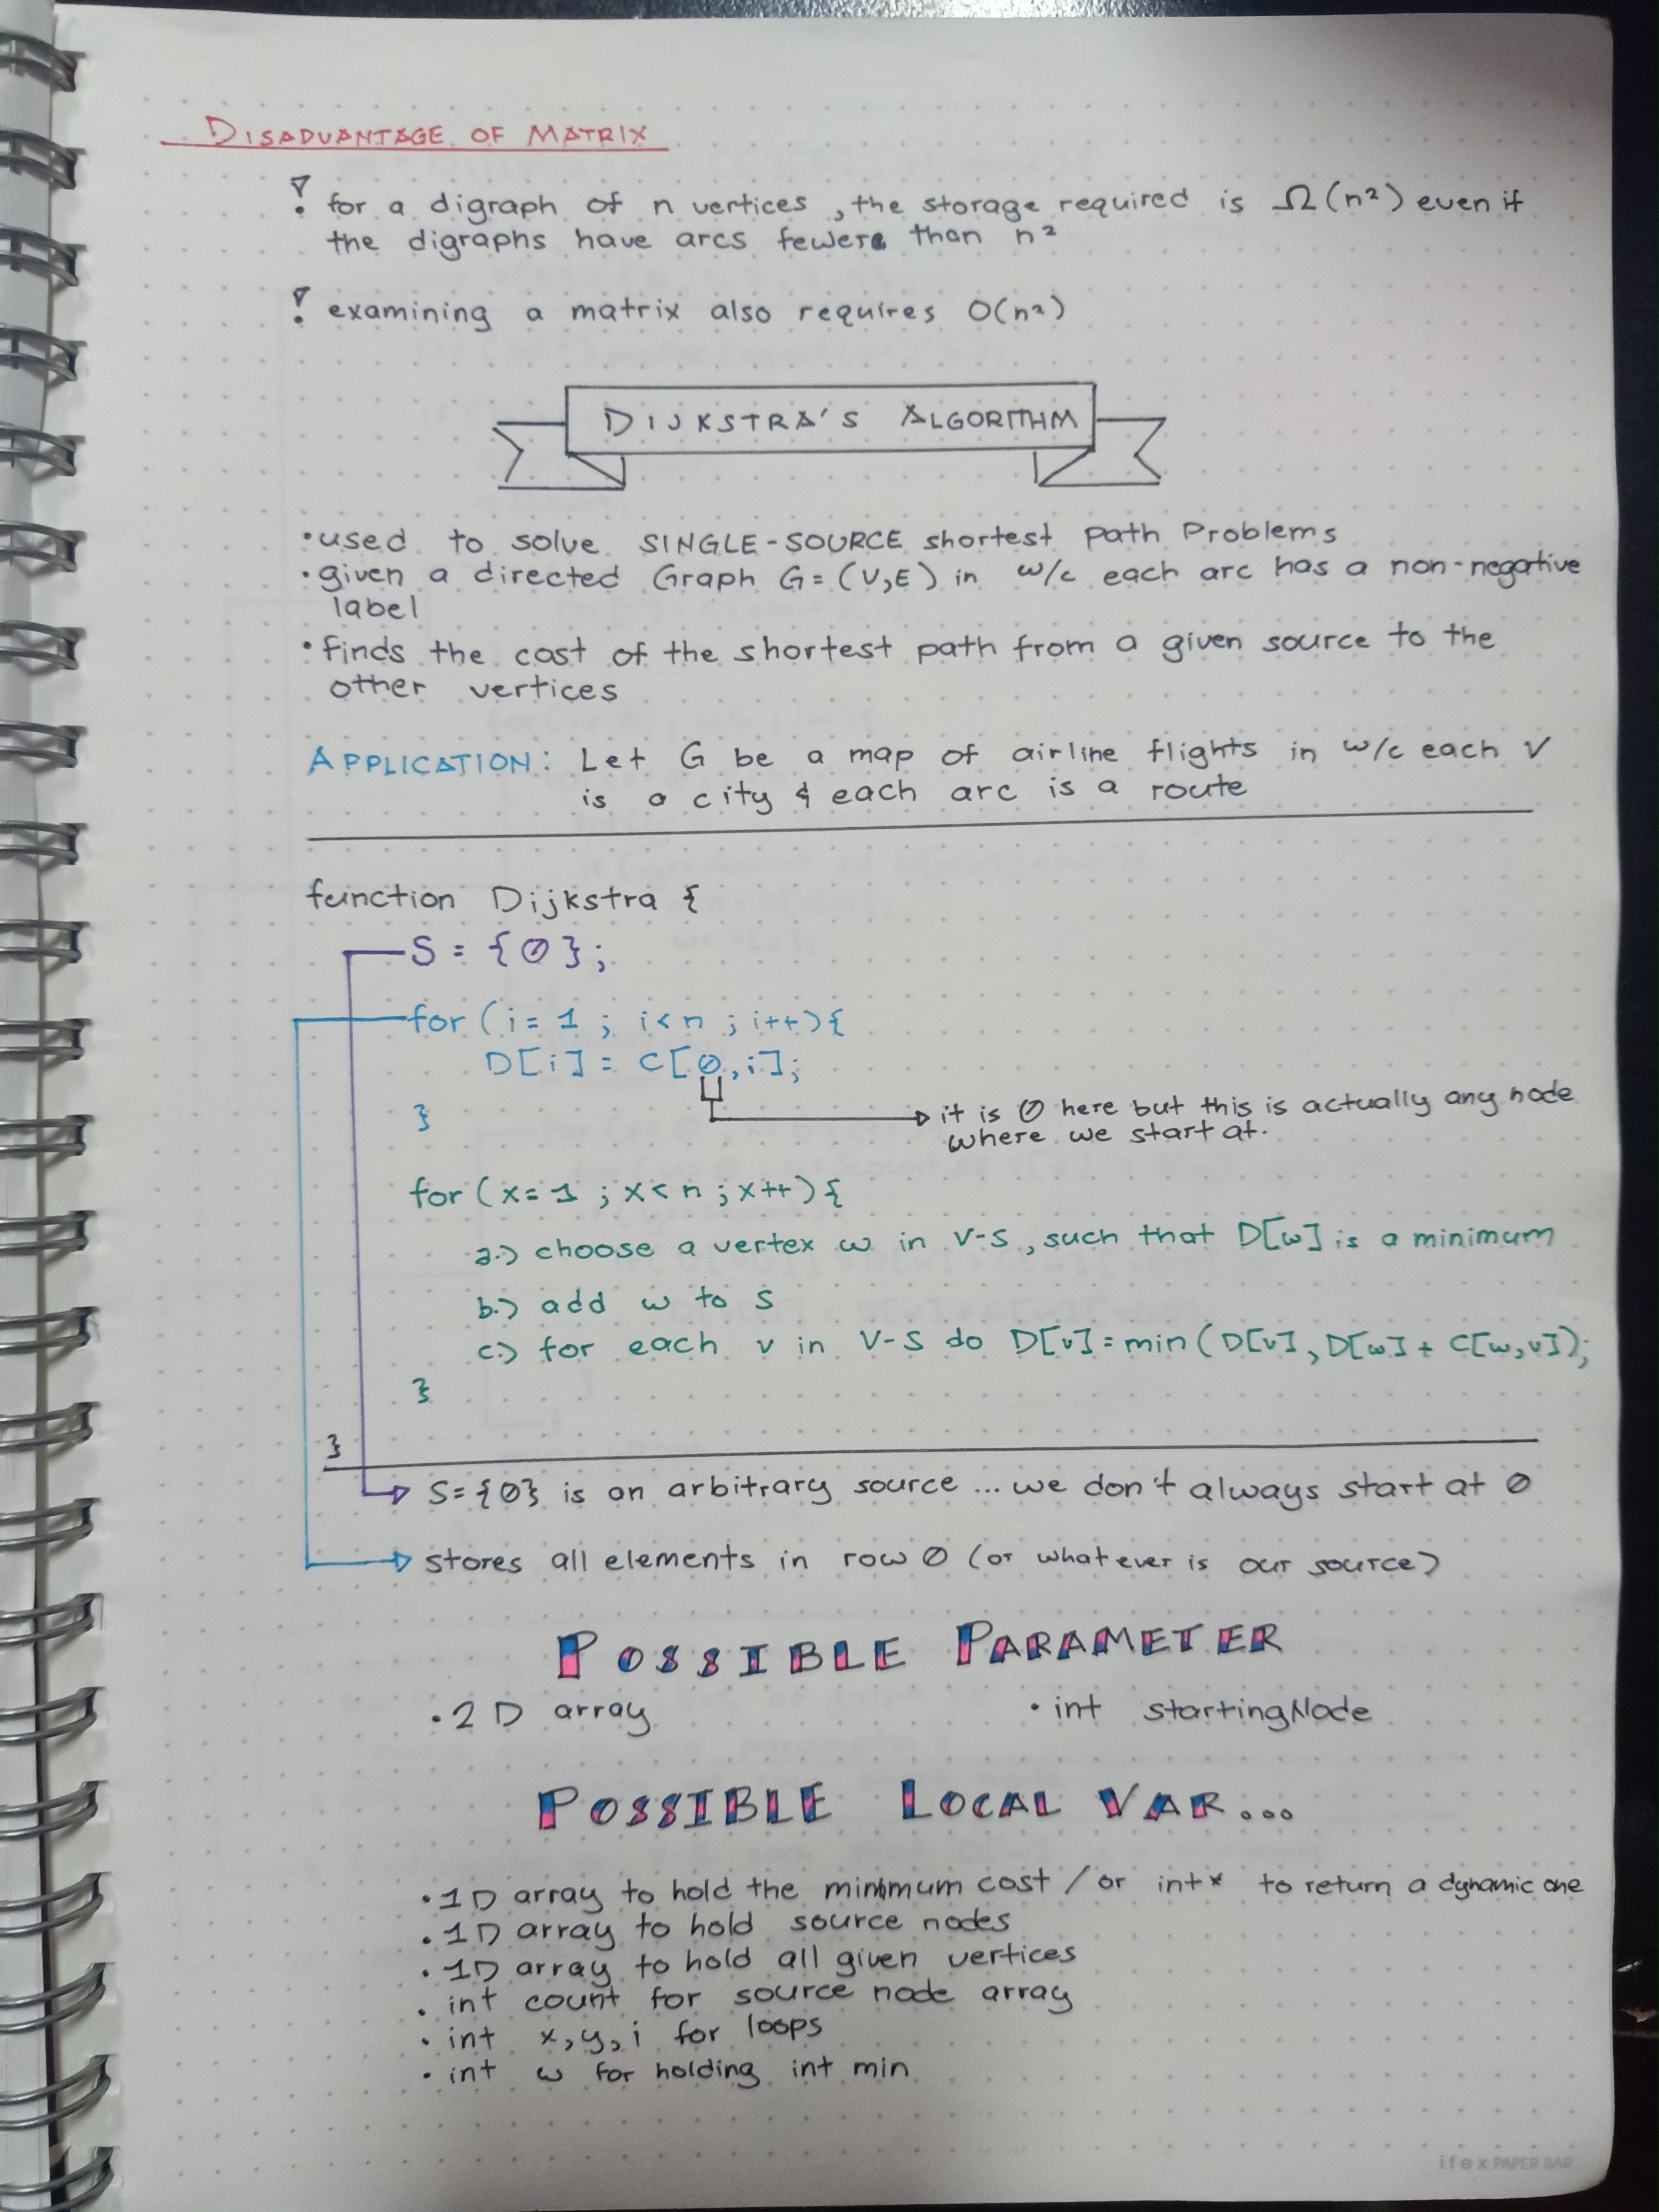 DISADVANTAGE OF MATRIX
! for a digraph of n vertices, the storage required is Ω(n²) even if
the digraphs have arcs fewer than n²
! examining a matrix also requires O(n²)
DIJKSTRA'S ALGORITHM
• used to solve SINGLE-SOURCE shortest path Problems
• given a directed Graph G=(V,E) in w/c each arc has a non-negative
label
• finds the cost of the shortest path from a given source to the
other vertices
APPLICATION: Let G be a map of airline flights in w/c each V
is a city & each arc is a route
function Dijkstra {
S = {0};
for (i = 1 ; i < n ; i++){
D[i] = C[0,i];
it is 0 here but this is actually any node
}
where we start at.
for (x = 1 ; x < n ; x++){
a.) choose a vertex w in V-S, such that D[w] is a minimum
b.) add w to S
c.) for each v in V-S do D[v] = min(D[v], D[w] + C[w,v]);
}
}
S={0} is an arbitrary source ... we don't always start at 0
stores all elements in row 0 (or whatever is our source)
POSSIBLE PARAMETER
• 2D array • int startingNode
POSSIBLE LOCAL VAR...
• 1D array to hold the minimum cost / or int* to return a dynamic one
• 1D array to hold source nodes
• 1D array to hold all given vertices
• int count for source node array
• int x,y,i for loops
• int w for holding int min
ifex PAPER BAR